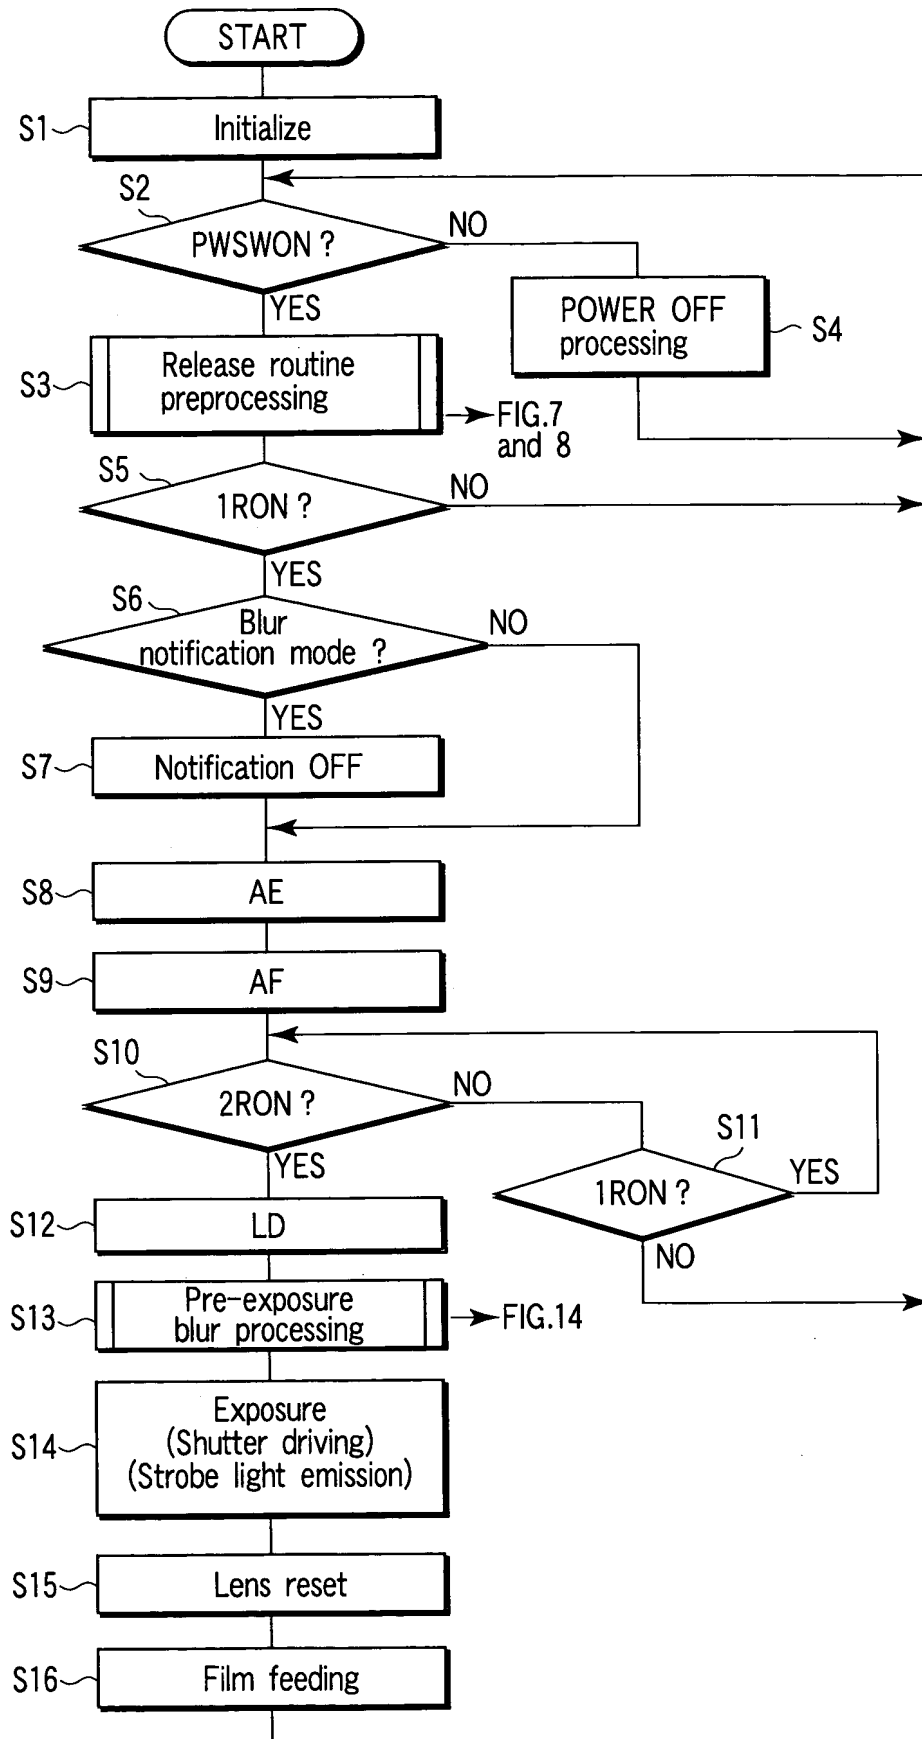 START
S1
Initialize
S2
PWSWON ?
NO
YES
POWER OFF
processing
S4
S3
Release routine
preprocessing
FIG.7
and 8
S5
1RON ?
NO
YES
S6
Blur
notification mode ?
NO
YES
S7
Notification OFF
S8
AE
S9
AF
S10
2RON ?
NO
YES
S11
1RON ?
YES
NO
S12
LD
S13
Pre-exposure
blur processing
FIG.14
S14
Exposure
(Shutter driving)
(Strobe light emission)
S15
Lens reset
S16
Film feeding